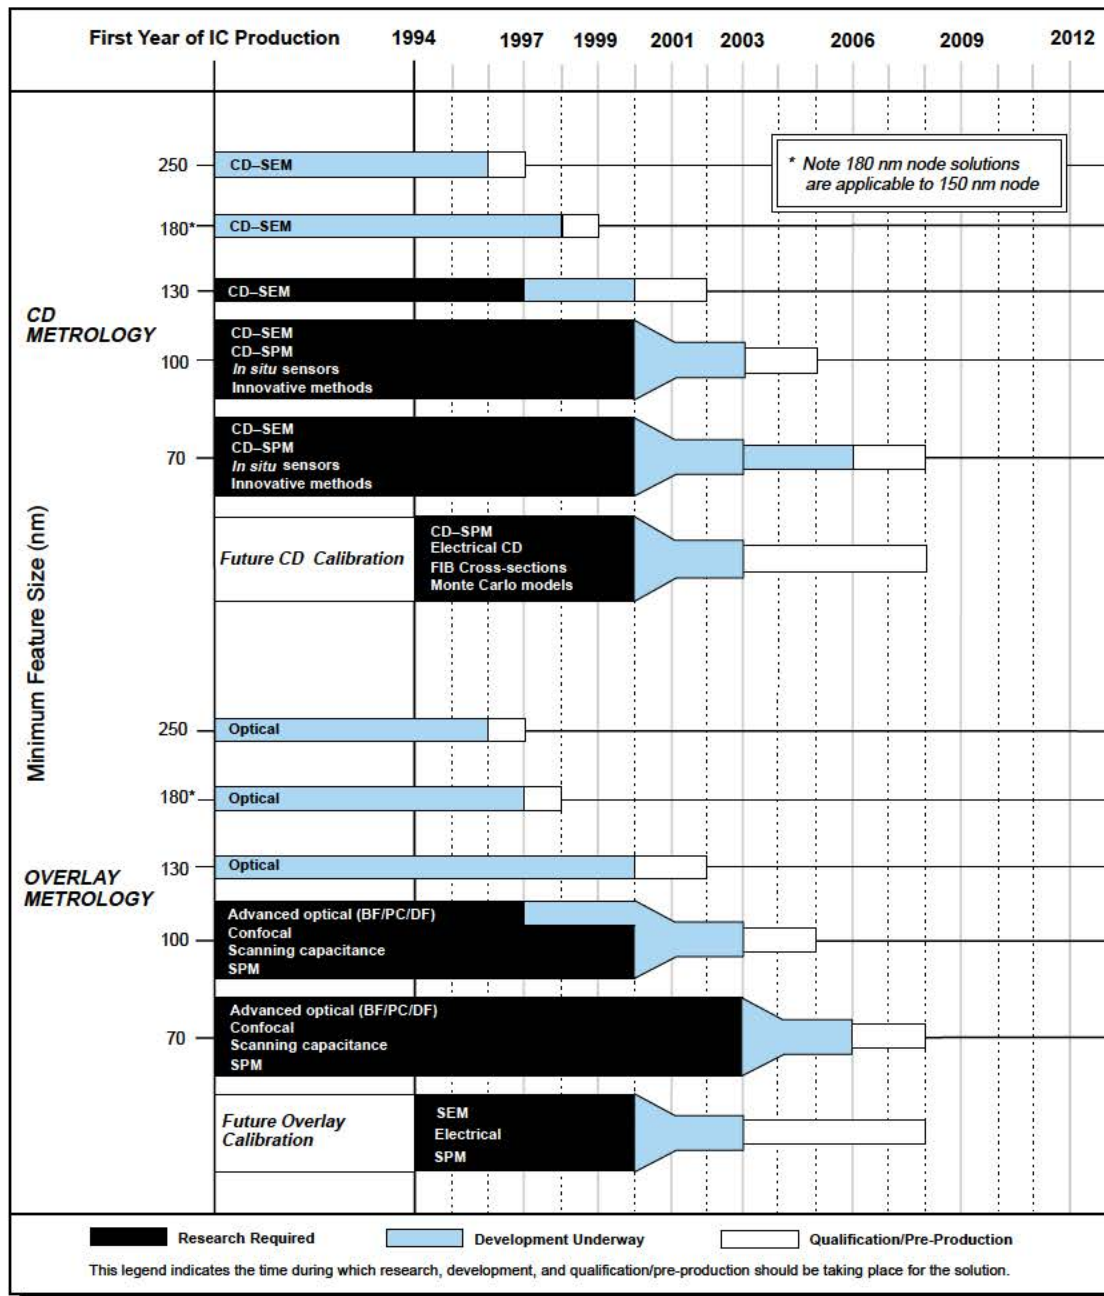 First Year of IC Production 1994 1997 1999 2001 2003 2006 2009 2012
* Note 180 nm node solutions
are applicable to 150 nm node
Minimum Feature Size (nm)
CD
METROLOGY
250 CD–SEM
180* CD–SEM
130 CD–SEM
100
CD–SEM
CD–SPM
In situ sensors
Innovative methods
70
CD–SEM
CD–SPM
In situ sensors
Innovative methods
Future CD Calibration
CD–SPM
Electrical CD
FIB Cross-sections
Monte Carlo models
OVERLAY
METROLOGY
250 Optical
180* Optical
130 Optical
100
Advanced optical (BF/PC/DF)
Confocal
Scanning capacitance
SPM
70
Advanced optical (BF/PC/DF)
Confocal
Scanning capacitance
SPM
Future Overlay
Calibration
SEM
Electrical
SPM
Research Required Development Underway Qualification/Pre-Production
This legend indicates the time during which research, development, and qualification/pre-production should be taking place for the solution.